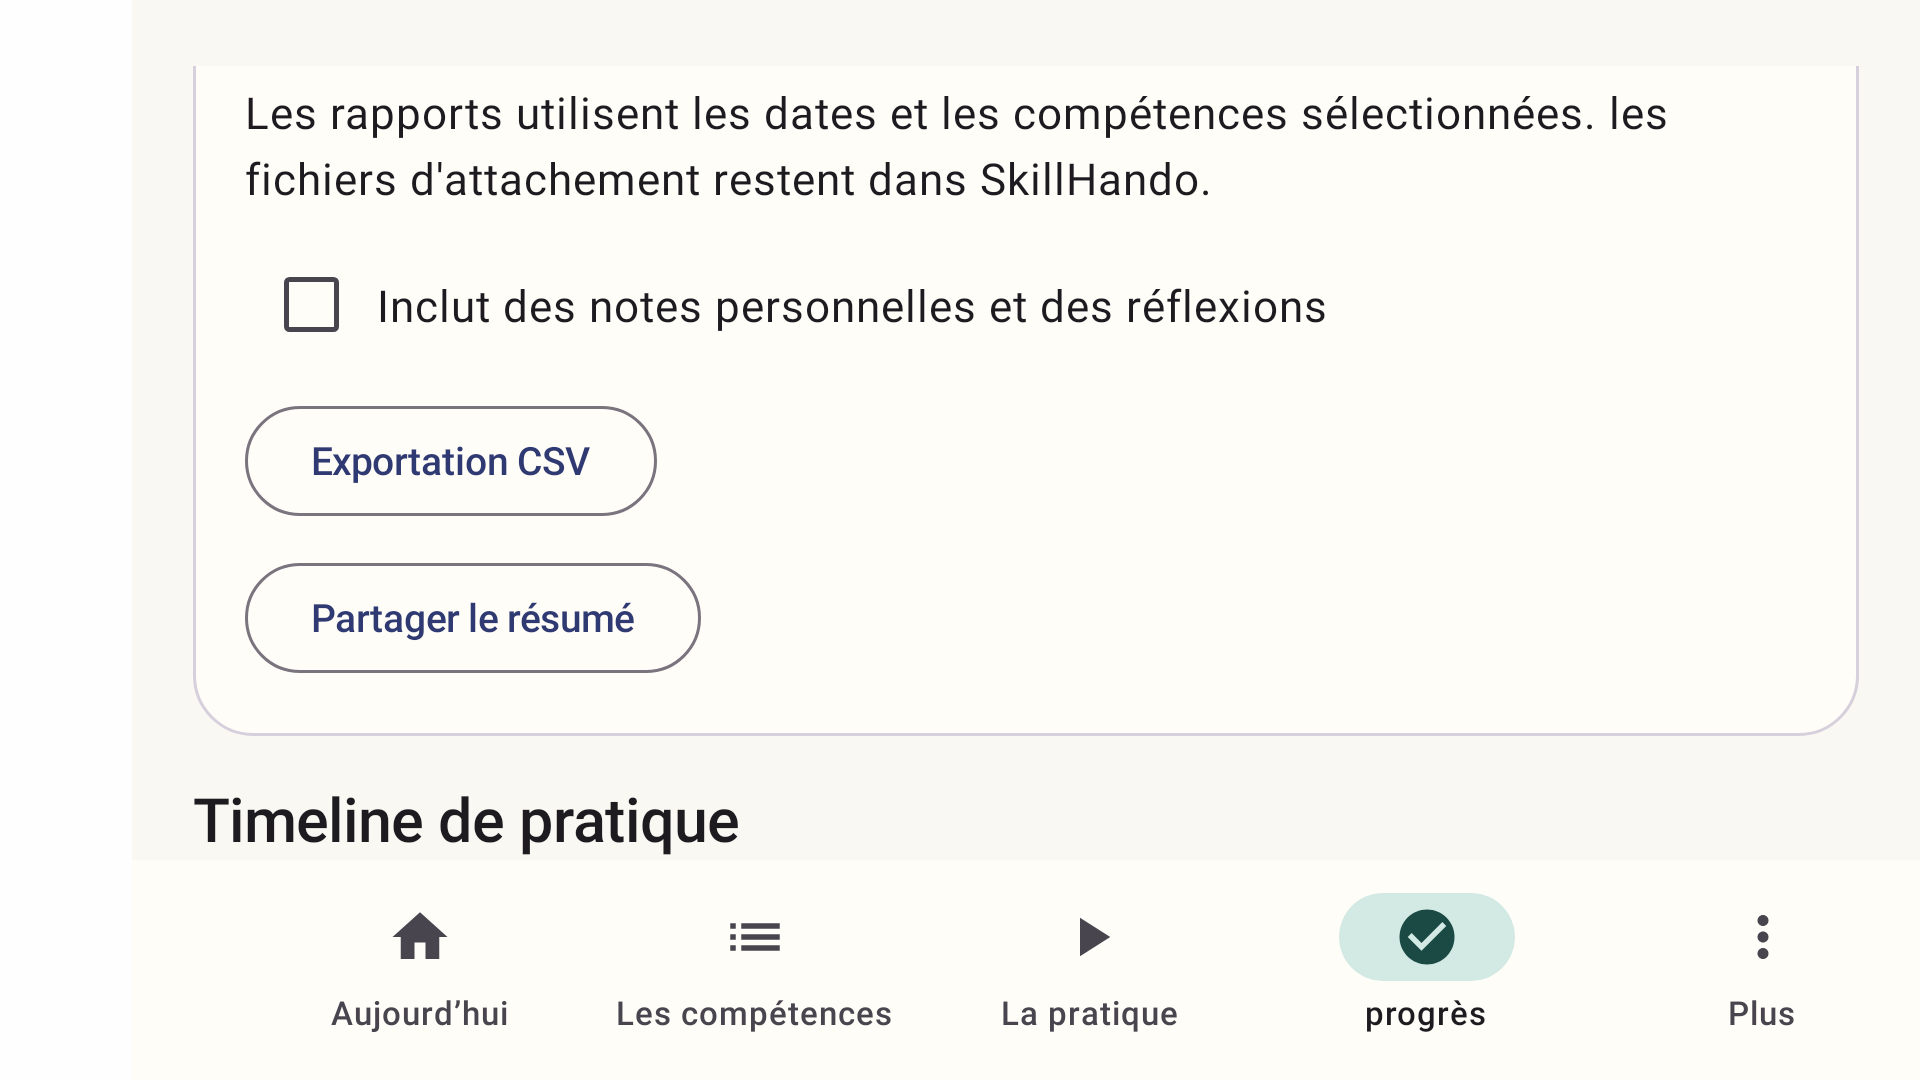 Les rapports utilisent les dates et les compétences sélectionnées. les
fichiers d'attachement restent dans SkillHando.
Inclut des notes personnelles et des réflexions
Exportation CSV
Partager le résumé
Timeline de pratique
Aujourd’hui
Les compétences
La pratique
progrès
Plus